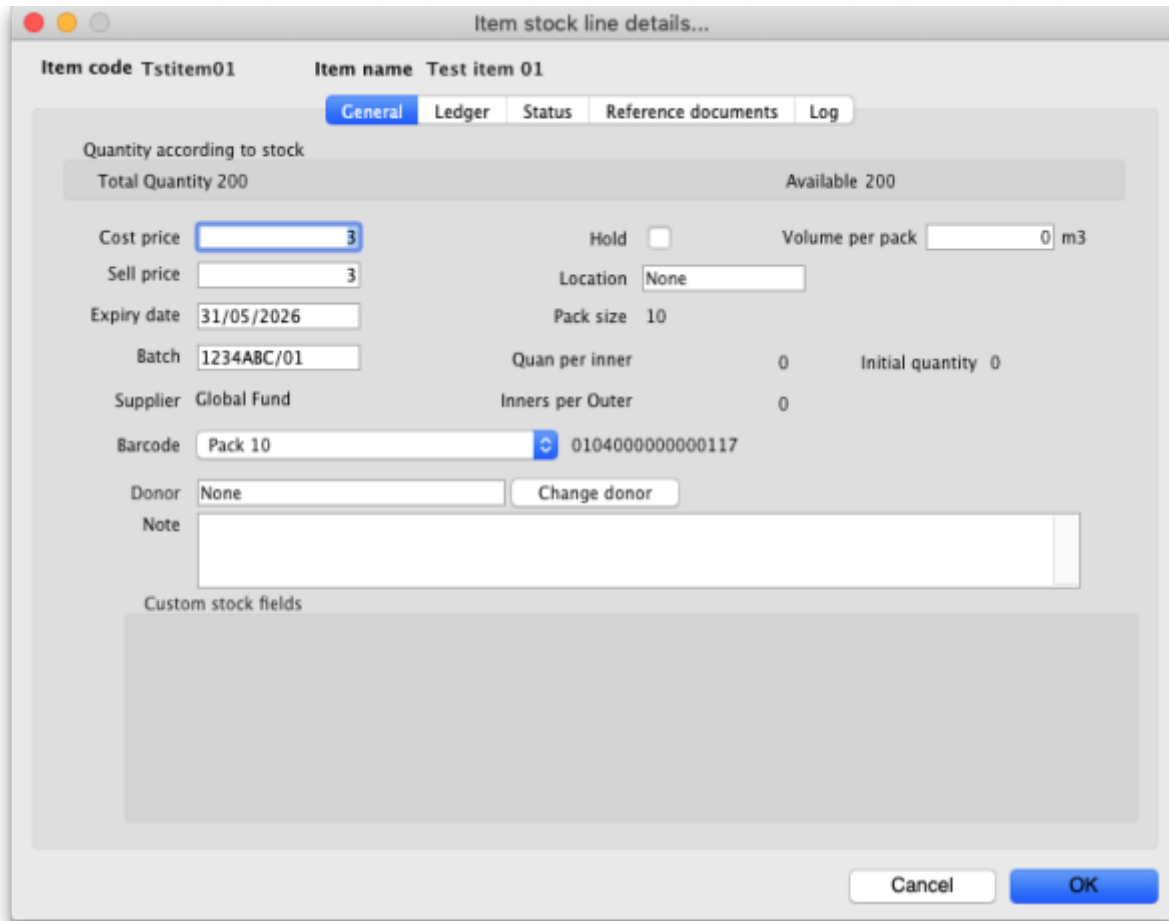 Item stock line details...
Item code Tstitem01 Item name Test item 01
General Ledger Status Reference documents Log
Quantity according to stock
Total Quantity 200 Available 200
Cost price 3 Hold Volume per pack 0 m3
Sell price 3 Location None
Expiry date 31/05/2026 Pack size 10
Batch 1234ABC/01 Quan per inner 0 Initial quantity 0
Supplier Global Fund Inners per Outer 0
Barcode Pack 10 0104000000000117
Donor None Change donor
Note
Custom stock fields
Cancel OK